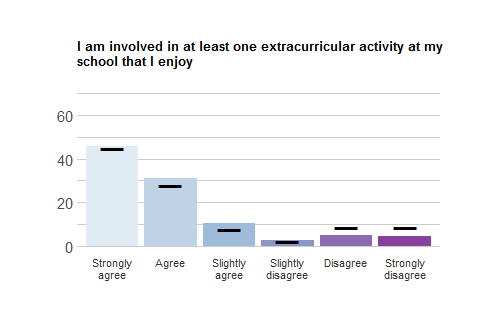 I am involved in at least one extracurricular activity at my
school that I enjoy
60
40
20
0
Strongly
agree
Agree
Slightly
agree
Slightly
disagree
Disagree
Strongly
disagree